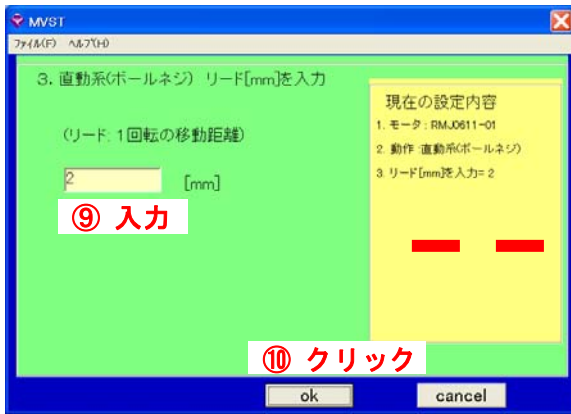 MVST
ファイル(F) ヘルプ(H)
3. 直動系(ボールネジ) リード[mm]を入力
(リード: 1回転の移動距離)
2 [mm]
⑨ 入力
現在の設定内容
1. モータ : RMJ0611-01
2. 動作 :直動系(ボールネジ)
3. リード[mm]を入力= 2
⑩ クリック
ok cancel